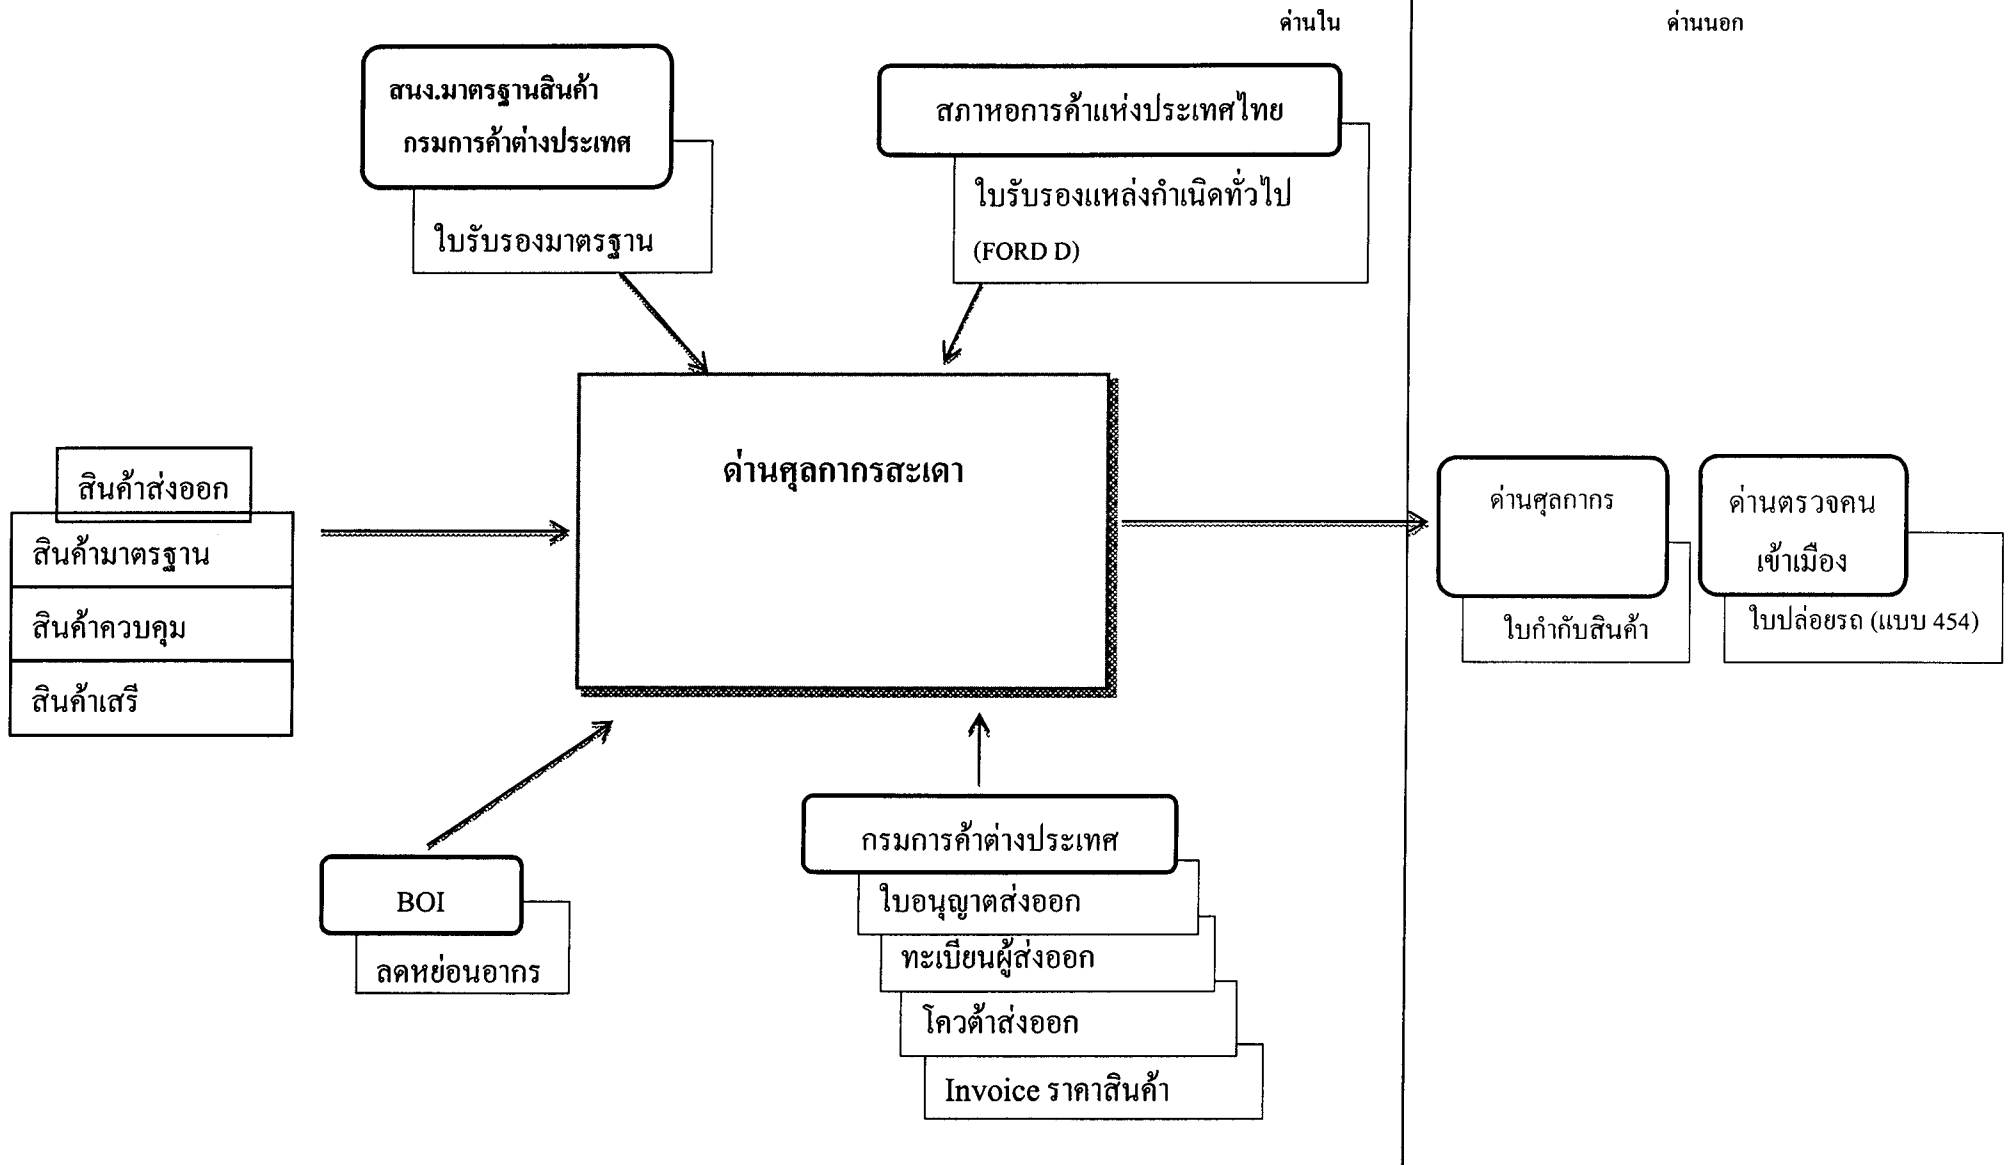 ด่านใน
ด่านนอก
สนง.มาตรฐานสินค้า
กรมการค้าต่างประเทศ
ใบรับรองมาตรฐาน
สภาหอการค้าแห่งประเทศไทย
ใบรับรองแหล่งกำเนิดทั่วไป
(FORD D)
สินค้าส่งออก
สินค้ามาตรฐาน
สินค้าควบคุม
สินค้าเสรี
ด่านศุลกากรสะเดา
ด่านศุลกากร
ใบกำกับสินค้า
ด่านตรวจคน
เข้าเมือง
ใบปล่อยรถ (แบบ 454)
BOI
ลดหย่อนอากร
กรมการค้าต่างประเทศ
ใบอนุญาตส่งออก
ทะเบียนผู้ส่งออก
โควต้าส่งออก
Invoice ราคาสินค้า